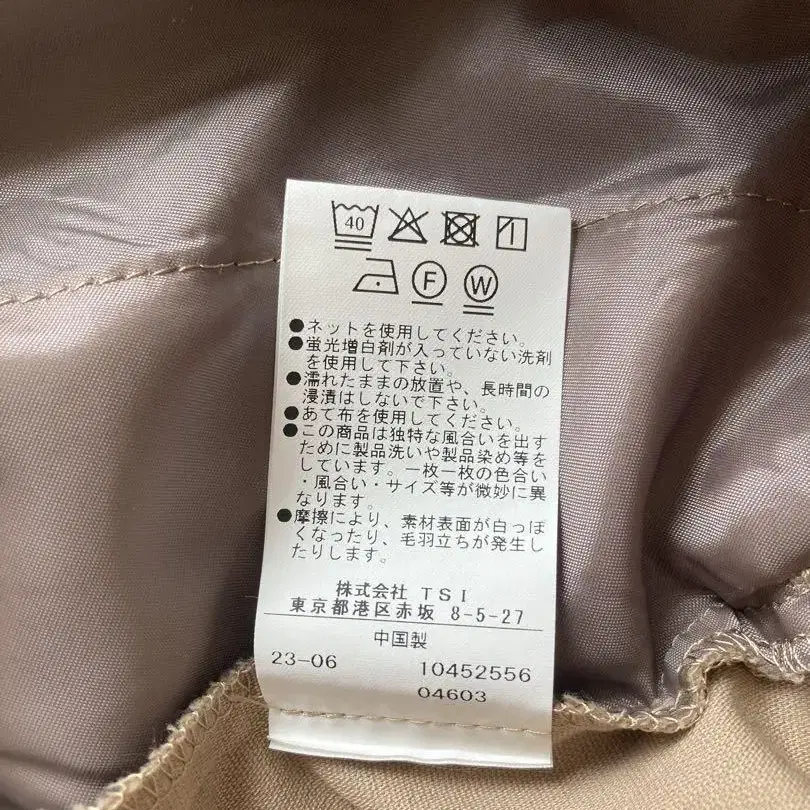 40
F W
●ネットを使用してください。
●蛍光増白剤が入っていない洗剤
を使用して下さい。
●濡れたままの放置や、長時間の
浸漬はしないで下さい。
●あて布を使用してください。
●この商品は独特な風合いを出す
ために製品洗いや製品染め等を
しています。一枚一枚の色合い
・風合い・サイズ等が微妙に異
なります。
●摩擦により、素材表面が白っぽ
くなったり、毛羽立ちが発生し
たりします。
株式会社 TSI
東京都港区赤坂 8-5-27
中国製
23-06 10452556
04603